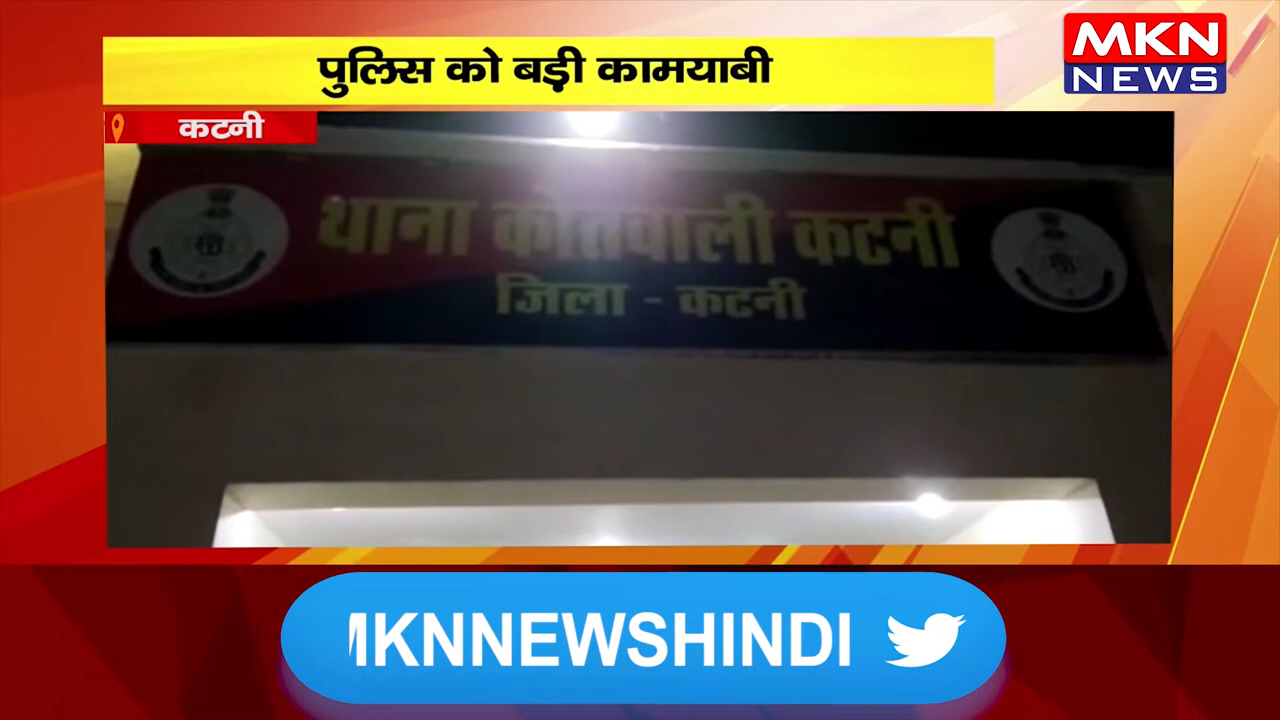 पुलिस को बड़ी कामयाबी
MKN
NEWS
कटनी
थाना कोतवाली कटनी
जिला - कटनी
MKNNEWSHINDI